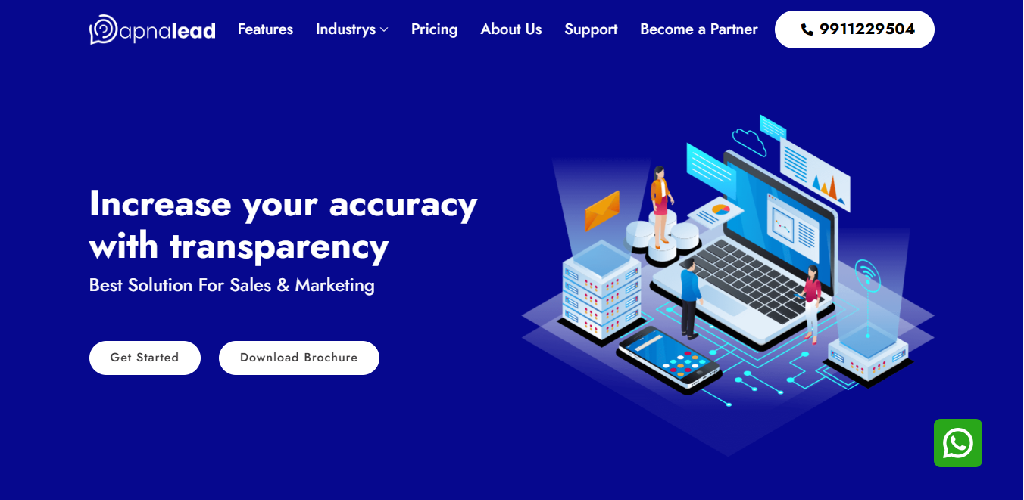 apnalead
Features
Industrys
Pricing
About Us
Support
Become a Partner
9911229504
Increase your accuracy
with transparency
Best Solution For Sales & Marketing
Get Started
Download Brochure